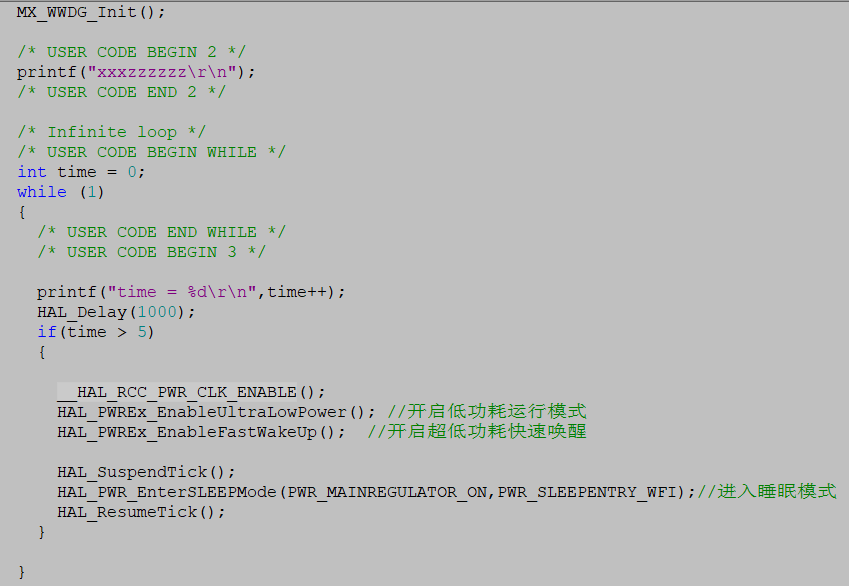 MX_WWDG_Init();
/* USER CODE BEGIN 2 */
printf("xxxzzzzzz\r\n");
/* USER CODE END 2 */
/* Infinite loop */
/* USER CODE BEGIN WHILE */
int time = 0;
while (1)
{
/* USER CODE END WHILE */
/* USER CODE BEGIN 3 */
printf("time = %d\r\n",time++);
HAL_Delay(1000);
if(time > 5)
{
__HAL_RCC_PWR_CLK_ENABLE();
HAL_PWREx_EnableUltraLowPower(); //开启低功耗运行模式
HAL_PWREx_EnableFastWakeUp();  //开启超低功耗快速唤醒
HAL_SuspendTick();
HAL_PWR_EnterSLEEPMode(PWR_MAINREGULATOR_ON,PWR_SLEEPENTRY_WFI);//进入睡眠模式
HAL_ResumeTick();
}
}